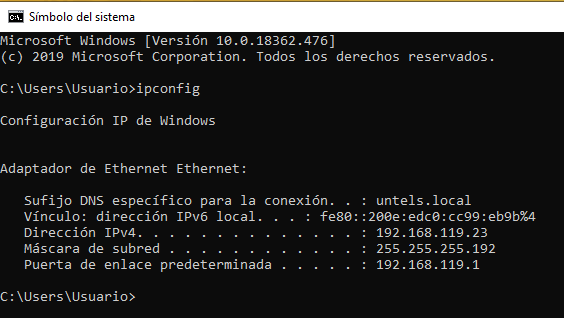 Símbolo del sistema
Microsoft Windows [Versión 10.0.18362.476]
(c) 2019 Microsoft Corporation. Todos los derechos reservados.
C:\Users\Usuario>ipconfig
Configuración IP de Windows
Adaptador de Ethernet Ethernet:
Sufijo DNS específico para la conexión. . : untels.local
Vínculo: dirección IPv6 local. . . : fe80::200e:edc0:cc99:eb9b%4
Dirección IPv4. . . . . . . . . . . . . . : 192.168.119.23
Máscara de subred . . . . . . . . . . . . : 255.255.255.192
Puerta de enlace predeterminada . . . . . : 192.168.119.1
C:\Users\Usuario>